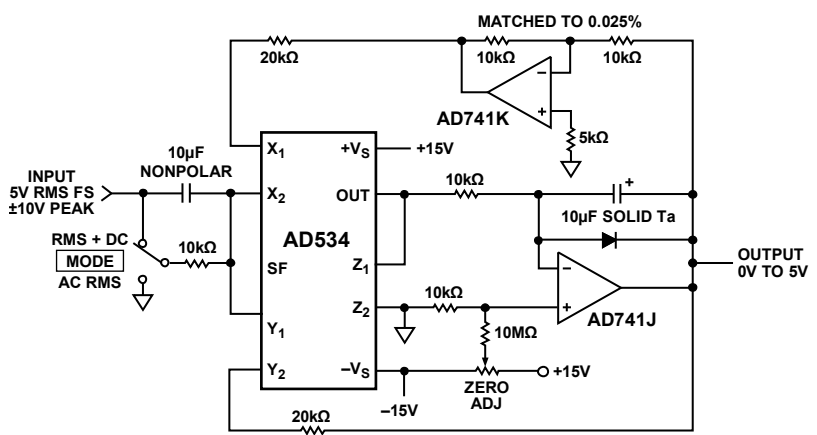 MATCHED TO 0.025%
20kΩ
10kΩ
10kΩ
AD741K
5kΩ
INPUT
5V RMS FS
±10V PEAK
10µF
NONPOLAR
X1
X2
SF
Y1
Y2
AD534
+VS
OUT
Z1
Z2
–VS
+15V
RMS + DC
MODE
AC RMS
10kΩ
10kΩ
+
10µF SOLID Ta
–
+
–
+
AD741J
OUTPUT
0V TO 5V
10kΩ
10MΩ
+15V
ZERO
ADJ
–15V
20kΩ